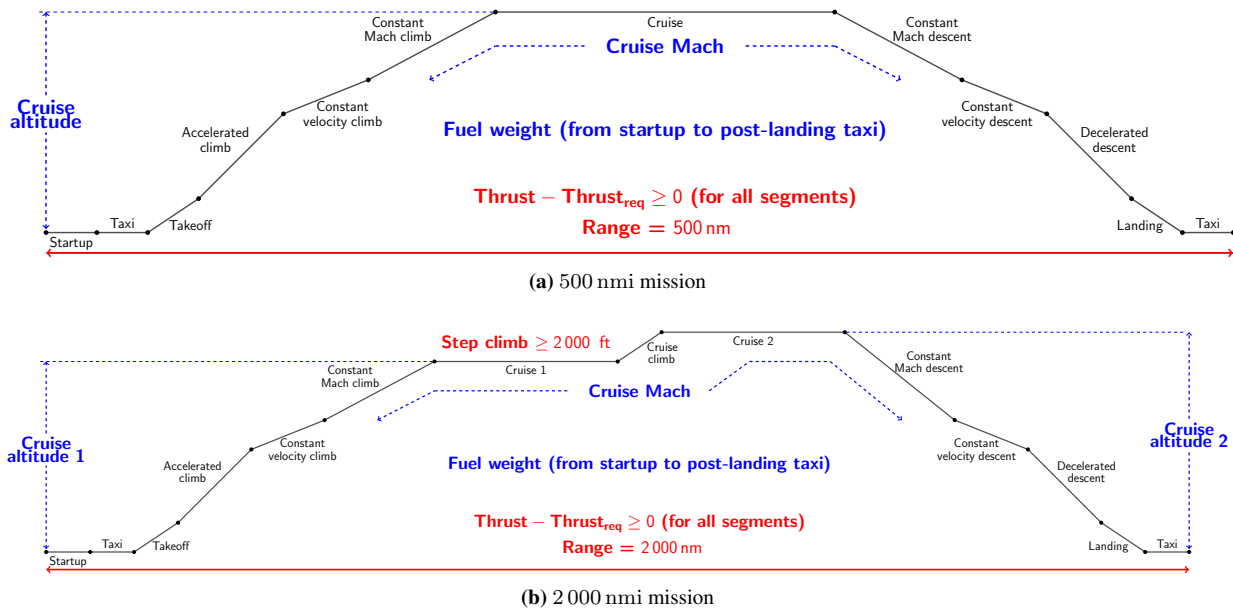 Constant
Mach climb
Cruise
Constant
Mach descent
Cruise Mach
Cruise
altitude
Accelerated
climb
Constant
velocity climb
Fuel weight (from startup to post-landing taxi)
Constant
velocity descent
Decelerated
descent
Thrust − Thrust_req ≥ 0 (for all segments)
Range = 500 nm
Startup
Taxi
Takeoff
Landing
Taxi
(a) 500 nmi mission
Step climb ≥ 2 000 ft
Cruise
climb
Cruise 2
Constant
Mach climb
Cruise 1
Constant
Mach descent
Cruise Mach
Cruise
altitude 1
Cruise
altitude 2
Accelerated
climb
Constant
velocity climb
Fuel weight (from startup to post-landing taxi)
Constant
velocity descent
Decelerated
descent
Thrust − Thrust_req ≥ 0 (for all segments)
Range = 2 000 nm
Startup
Taxi
Takeoff
Landing
Taxi
(b) 2 000 nmi mission